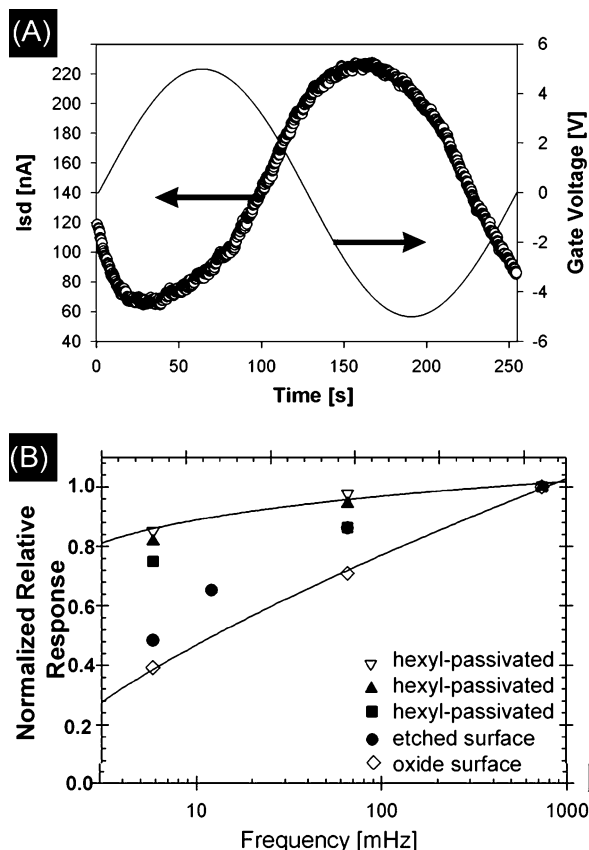 (A)
220
200
180
160
140
120
100
80
60
40
Isd [nA]
6
4
2
0
-2
-4
-6
Gate Voltage [V]
0 50 100 150 200 250
Time [s]
(B)
1.0
0.8
0.6
0.4
0.2
0.0
Normalized Relative
Response
hexyl-passivated
hexyl-passivated
hexyl-passivated
etched surface
oxide surface
10 100 1000
Frequency [mHz]